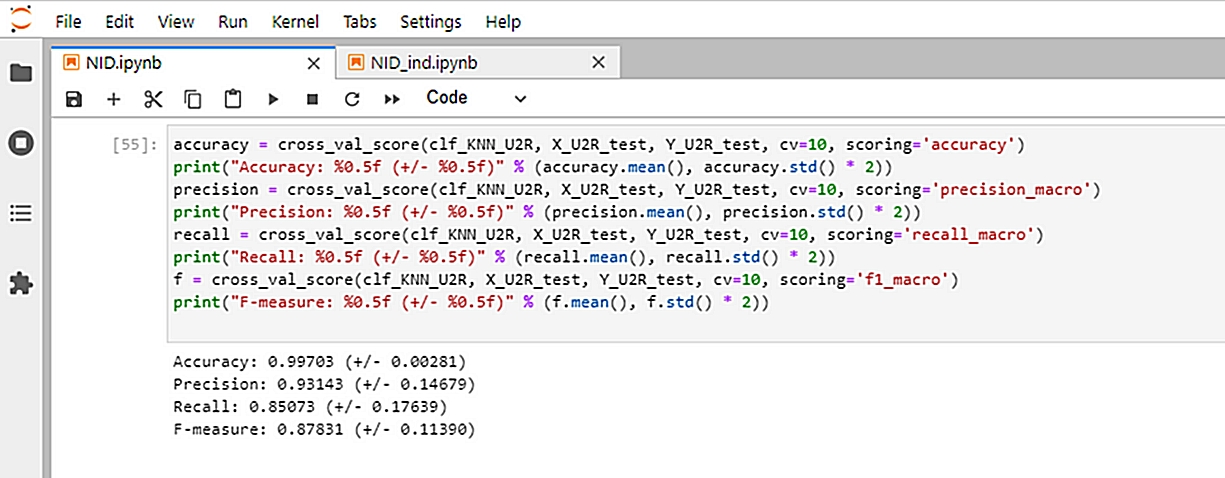 File Edit View Run Kernel Tabs Settings Help
NID.ipynb NID_ind.ipynb
Code
[55]: accuracy = cross_val_score(clf_KNN_U2R, X_U2R_test, Y_U2R_test, cv=10, scoring='accuracy')
print("Accuracy: %0.5f (+/- %0.5f)" % (accuracy.mean(), accuracy.std() * 2))
precision = cross_val_score(clf_KNN_U2R, X_U2R_test, Y_U2R_test, cv=10, scoring='precision_macro')
print("Precision: %0.5f (+/- %0.5f)" % (precision.mean(), precision.std() * 2))
recall = cross_val_score(clf_KNN_U2R, X_U2R_test, Y_U2R_test, cv=10, scoring='recall_macro')
print("Recall: %0.5f (+/- %0.5f)" % (recall.mean(), recall.std() * 2))
f = cross_val_score(clf_KNN_U2R, X_U2R_test, Y_U2R_test, cv=10, scoring='f1_macro')
print("F-measure: %0.5f (+/- %0.5f)" % (f.mean(), f.std() * 2))
Accuracy: 0.99703 (+/- 0.00281)
Precision: 0.93143 (+/- 0.14679)
Recall: 0.85073 (+/- 0.17639)
F-measure: 0.87831 (+/- 0.11390)